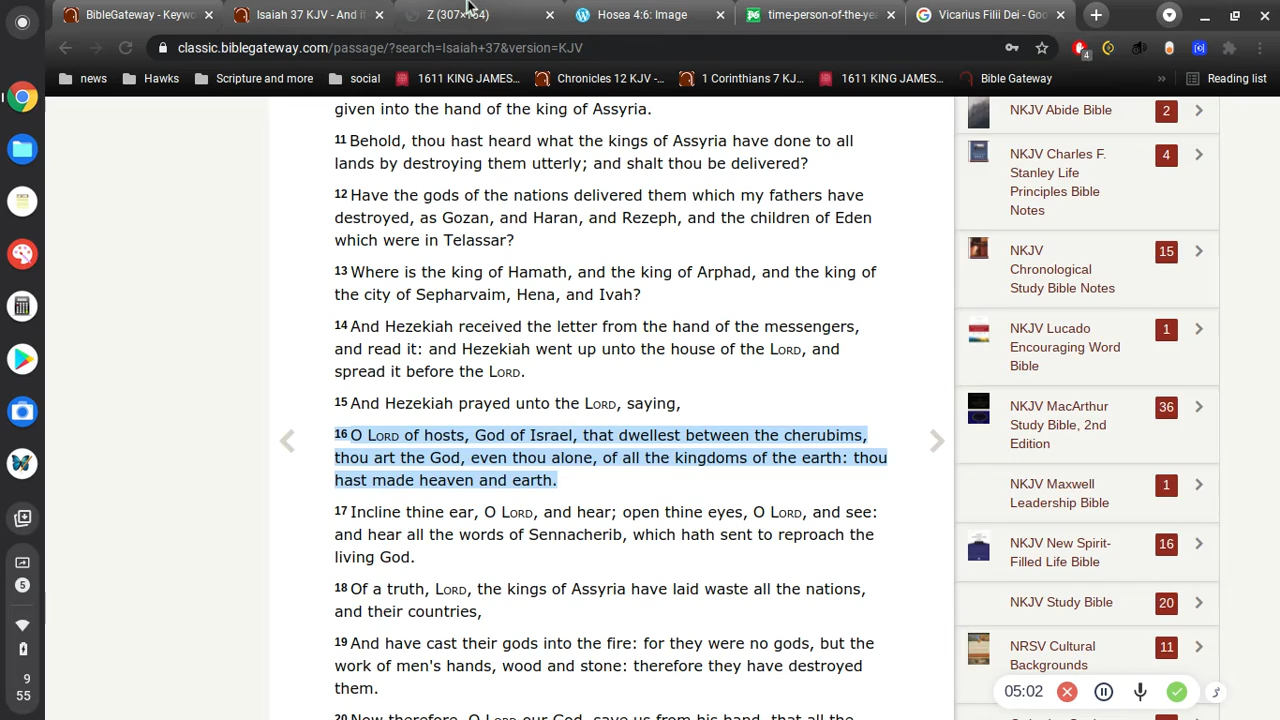 BibleGateway - Keywo
Isaiah 37 KJV - And it
Z (307×164)
Hosea 4:6: Image
time-person-of-the-ye
Vicarius Filii Dei - Goo
classic.biblegateway.com/passage/?search=Isaiah+37&version=KJV
4
news
Hawks
Scripture and more
social
1611 KING JAMES...
Chronicles 12 KJV -...
1 Corinthians 7 KJ...
1611 KING JAMES...
Bible Gateway
»
Reading list
given into the hand of the king of Assyria.
11 Behold, thou hast heard what the kings of Assyria have done to all
lands by destroying them utterly; and shalt thou be delivered?
12 Have the gods of the nations delivered them which my fathers have
destroyed, as Gozan, and Haran, and Rezeph, and the children of Eden
which were in Telassar?
13 Where is the king of Hamath, and the king of Arphad, and the king of
the city of Sepharvaim, Hena, and Ivah?
14 And Hezekiah received the letter from the hand of the messengers,
and read it: and Hezekiah went up unto the house of the LORD, and
spread it before the LORD.
15 And Hezekiah prayed unto the LORD, saying,
16 O LORD of hosts, God of Israel, that dwellest between the cherubims,
thou art the God, even thou alone, of all the kingdoms of the earth: thou
hast made heaven and earth.
17 Incline thine ear, O LORD, and hear; open thine eyes, O LORD, and see:
and hear all the words of Sennacherib, which hath sent to reproach the
living God.
18 Of a truth, LORD, the kings of Assyria have laid waste all the nations,
and their countries,
19 And have cast their gods into the fire: for they were no gods, but the
work of men's hands, wood and stone: therefore they have destroyed
them.
20 Now therefore, O LORD our God, save us from his hand, that all the
NKJV Abide Bible
2
NKJV Charles F.
Stanley Life
Principles Bible
Notes
4
NKJV
Chronological
Study Bible Notes
15
NKJV Lucado
Encouraging Word
Bible
1
NKJV MacArthur
Study Bible, 2nd
Edition
36
NKJV Maxwell
Leadership Bible
1
NKJV New Spirit-
Filled Life Bible
16
NKJV Study Bible
20
NRSV Cultural
Backgrounds
11
05:02
5
9
55